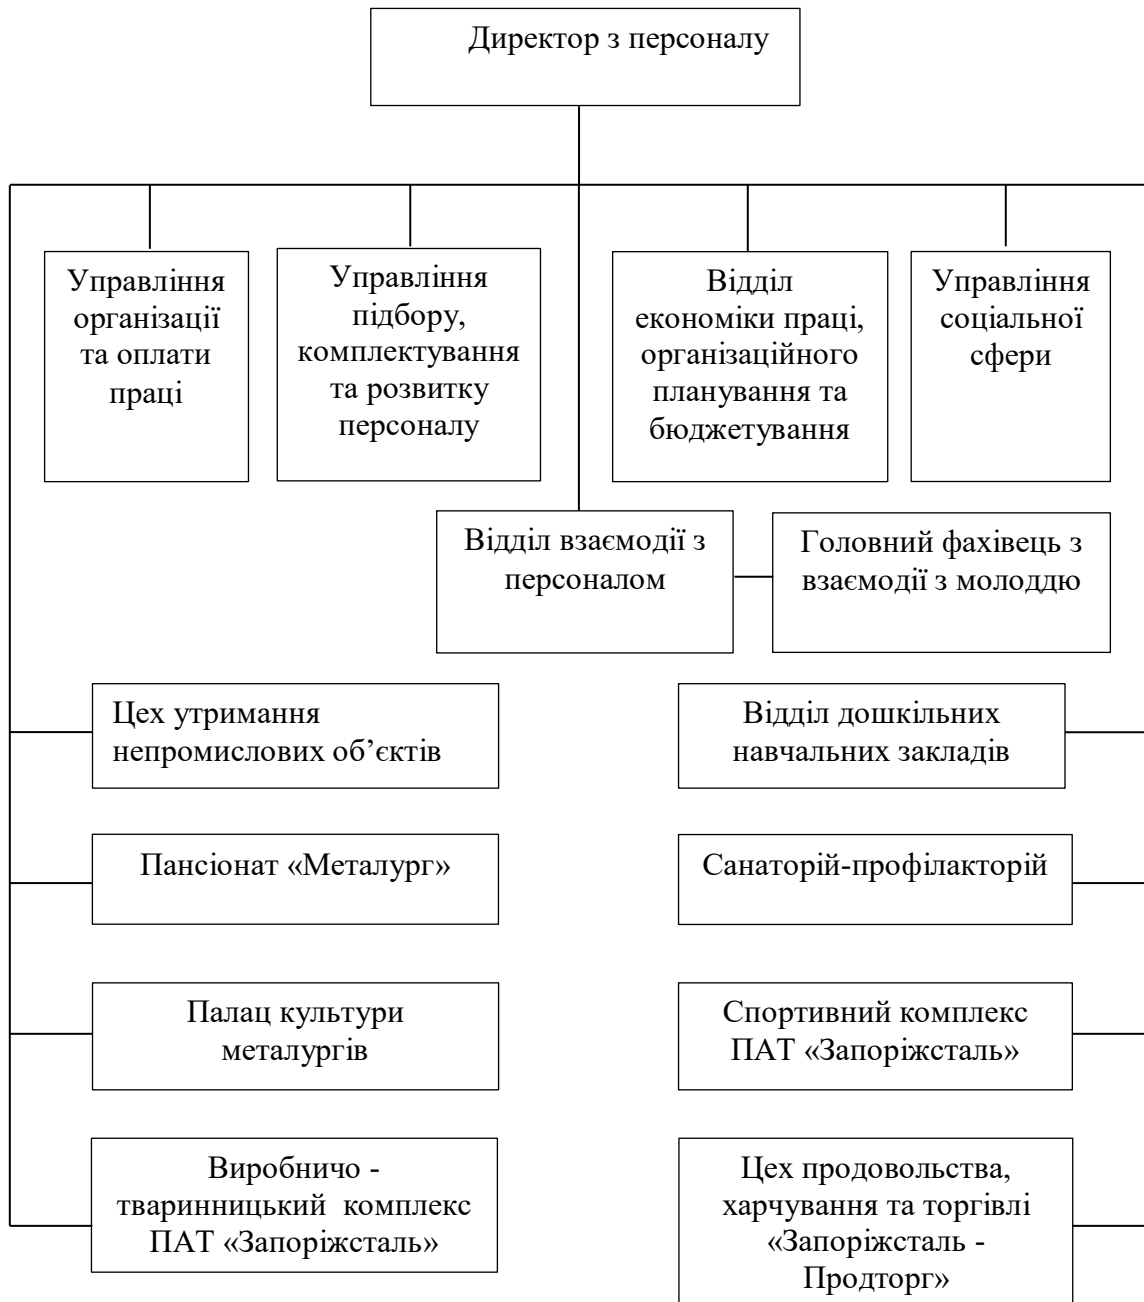 Директор з персоналу
Управління
організації
та оплати
праці
Управління
підбору,
комплектування
та розвитку
персоналу
Відділ
економіки праці,
організаційного
планування та
бюджетування
Управління
соціальної
сфери
Відділ взаємодії з
персоналом
Головний фахівець з
взаємодії з молоддю
Цех утримання
непромислових об’єктів
Відділ дошкільних
навчальних закладів
Пансіонат «Металург»
Санаторій-профілакторій
Палац культури
металургів
Спортивний комплекс
ПАТ «Запоріжсталь»
Виробничо -
тваринницький комплекс
ПАТ «Запоріжсталь»
Цех продовольства,
харчування та торгівлі
«Запоріжсталь -
Продторг»